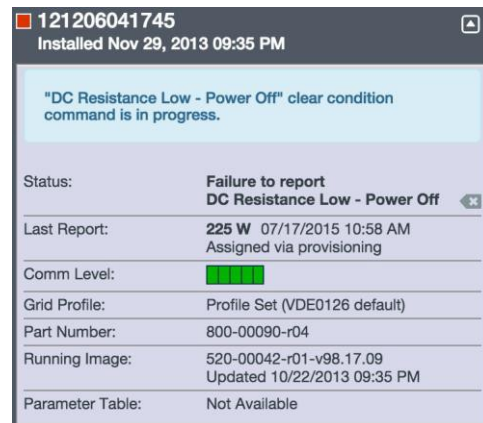 121206041745
Installed Nov 29, 2013 09:35 PM
"DC Resistance Low - Power Off" clear condition
command is in progress.
Status: Failure to report
DC Resistance Low - Power Off
Last Report: 225 W 07/17/2015 10:58 AM
Assigned via provisioning
Comm Level:
Grid Profile: Profile Set (VDE0126 default)
Part Number: 800-00090-r04
Running Image: 520-00042-r01-v98.17.09
Updated 10/22/2013 09:35 PM
Parameter Table: Not Available